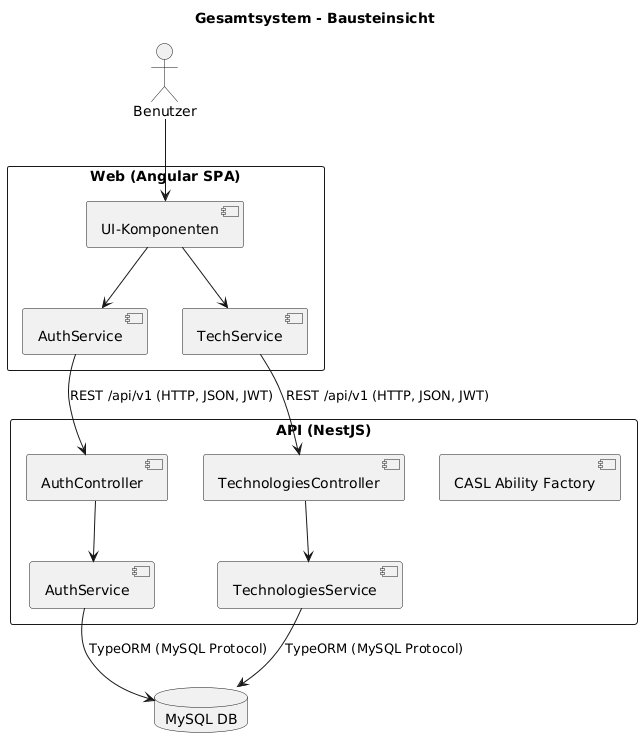 Gesamtsystem - Bausteinsicht
Benutzer
Web (Angular SPA)
UI-Komponenten
AuthService
TechService
REST /api/v1 (HTTP, JSON, JWT)
REST /api/v1 (HTTP, JSON, JWT)
API (NestJS)
AuthController
TechnologiesController
CASL Ability Factory
AuthService
TechnologiesService
TypeORM (MySQL Protocol)
TypeORM (MySQL Protocol)
MySQL DB